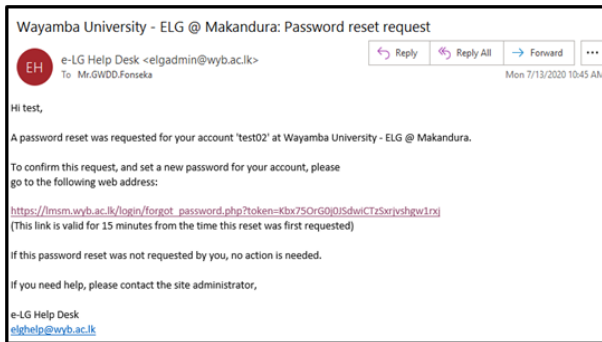 Wayamba University - ELG @ Makandura: Password reset request
EH
e-LG Help Desk <elgadmin@wyb.ac.lk>
To Mr.GWDD.Fonseka
Reply
Reply All
Forward
...
Mon 7/13/2020 10:45 AM
Hi test,
A password reset was requested for your account 'test02' at Wayamba University - ELG @ Makandura.
To confirm this request, and set a new password for your account, please
go to the following web address:
https://lmsm.wyb.ac.lk/login/forgot_password.php?token=Kbx75OrG0j0JSdwiCTzSxrjvshgw1rxj
(This link is valid for 15 minutes from the time this reset was first requested)
If this password reset was not requested by you, no action is needed.
If you need help, please contact the site administrator,
e-LG Help Desk
elghelp@wyb.ac.lk